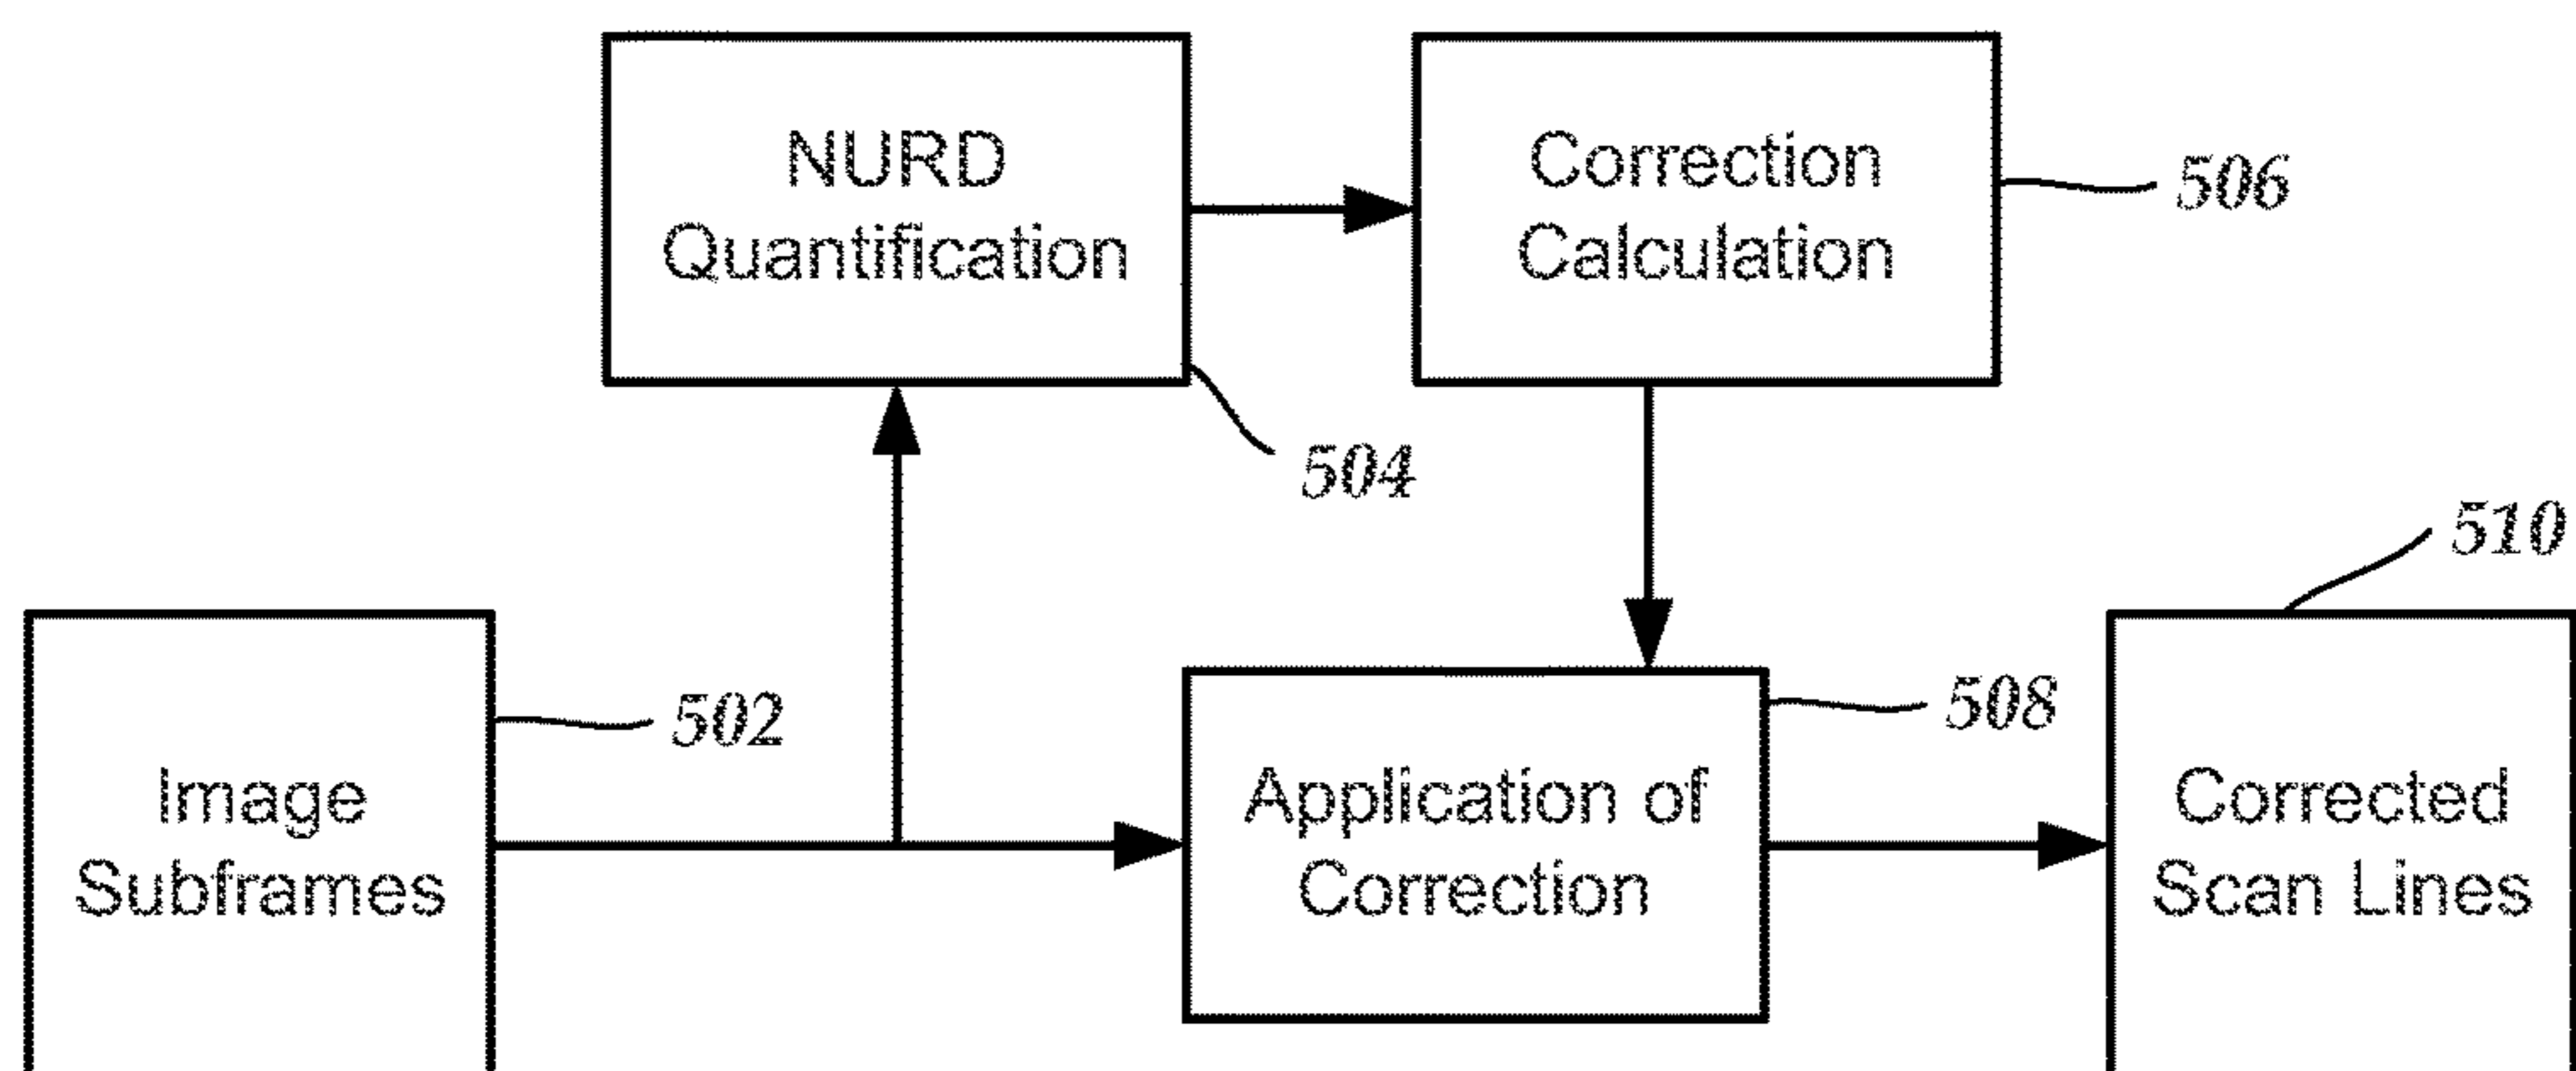 NURD
Quantification
504
Correction
Calculation
506
Image
Subframes
502
Application of
Correction
508
Corrected
Scan Lines
510